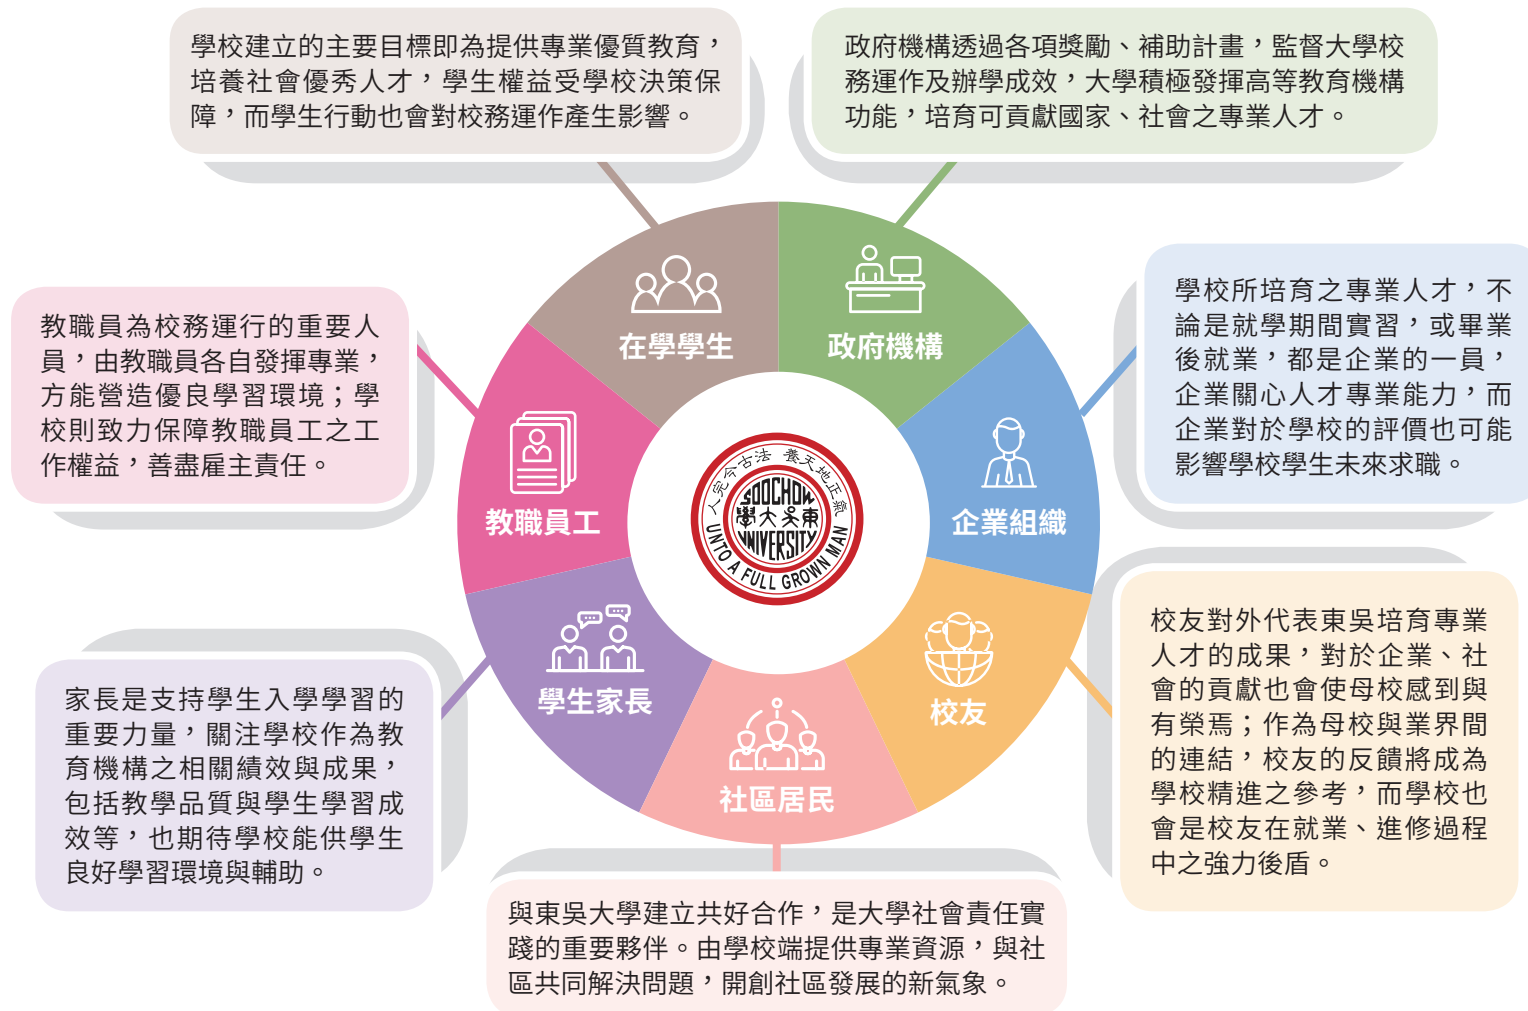 學校建立的主要目標即為提供專業優質教育，
培養社會優秀人才，學生權益受學校決策保
障，而學生行動也會對校務運作產生影響。
政府機構透過各項獎勵、補助計畫，監督大學校
務運作及辦學成效，大學積極發揮高等教育機構
功能，培育可貢獻國家、社會之專業人才。
教職員為校務運行的重要人
員，由教職員各自發揮專業，
方能營造優良學習環境；學
校則致力保障教職員工之工
作權益，善盡雇主責任。
學校所培育之專業人才，不
論是就學期間實習，或畢業
後就業，都是企業的一員，
企業關心人才專業能力，而
企業對於學校的評價也可能
影響學校學生未來求職。
在學學生
政府機構
教職員工
企業組織
學生家長
校友
社區居民
養天地正氣
法古今完人
SOOCHOW
東吳大學
UNIVERSITY
UNTO A FULL GROWN MAN
家長是支持學生入學學習的
重要力量，關注學校作為教
育機構之相關績效與成果，
包括教學品質與學生學習成
效等，也期待學校能供學生
良好學習環境與輔助。
校友對外代表東吳培育專業
人才的成果，對於企業、社
會的貢獻也會使母校感到與
有榮焉；作為母校與業界間
的連結，校友的反饋將成為
學校精進之參考，而學校也
會是校友在就業、進修過程
中之強力後盾。
與東吳大學建立共好合作，是大學社會責任實
踐的重要夥伴。由學校端提供專業資源，與社
區共同解決問題，開創社區發展的新氣象。